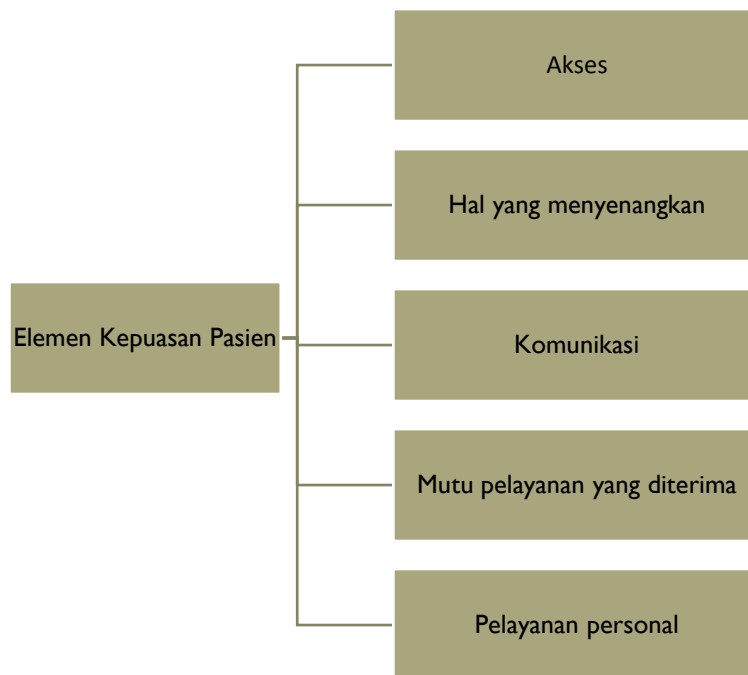 Elemen Kepuasan Pasien
Akses
Hal yang menyenangkan
Komunikasi
Mutu pelayanan yang diterima
Pelayanan personal